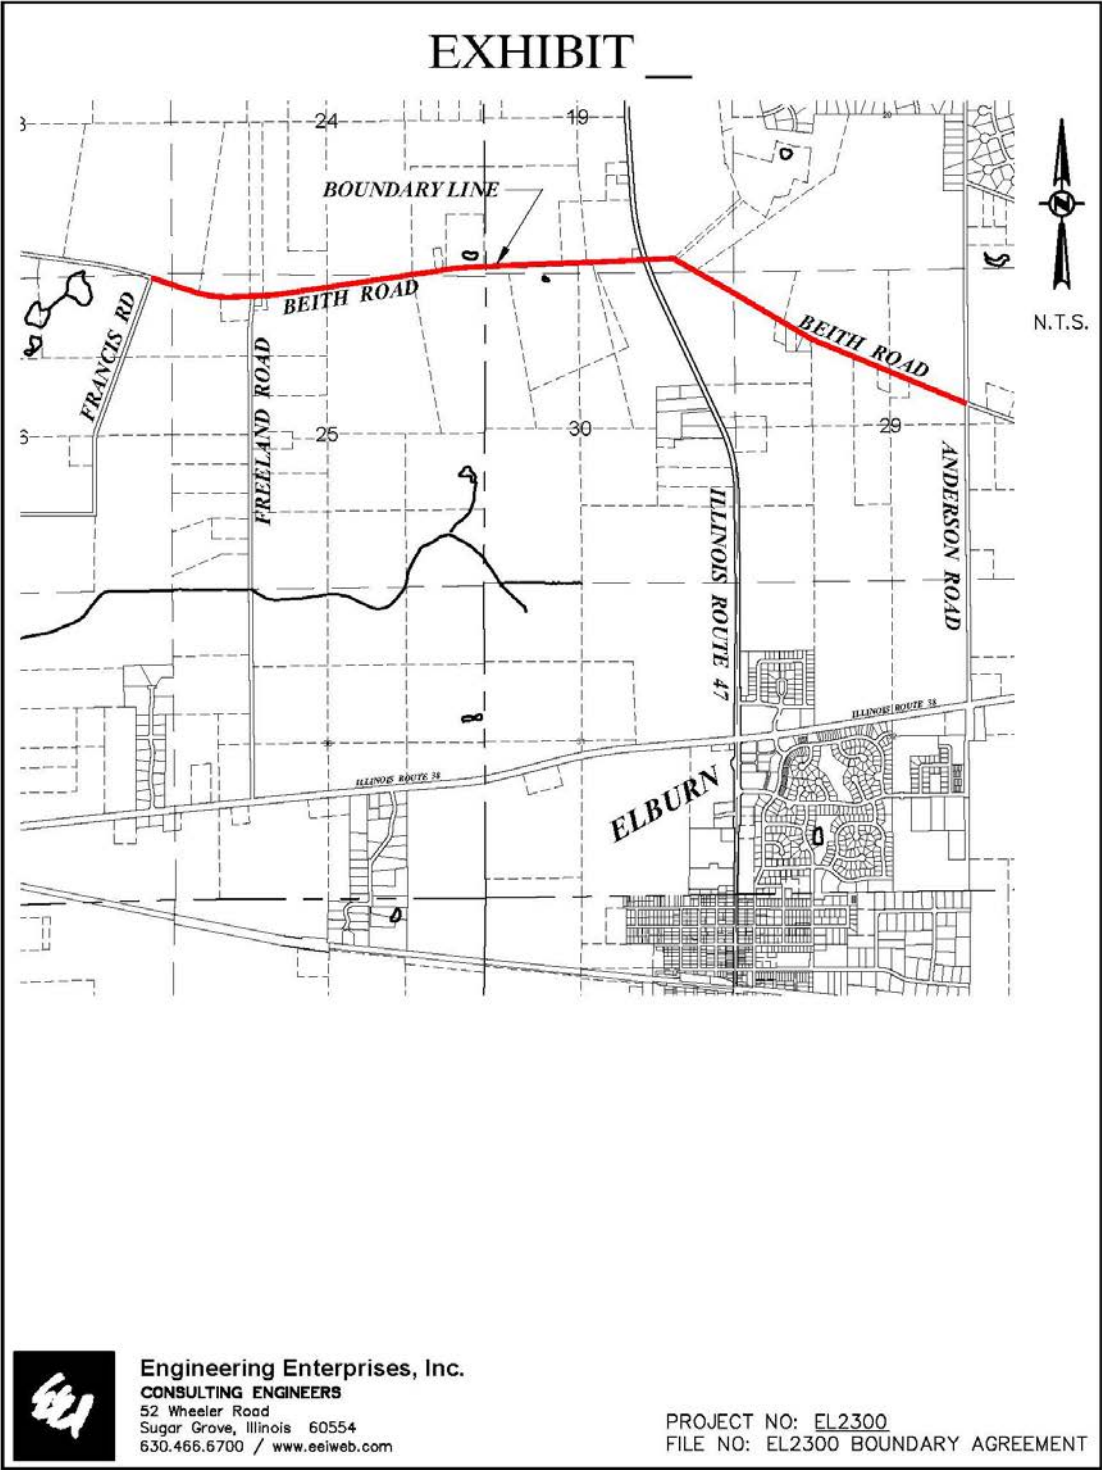 EXHIBIT __
24
19
20
BOUNDARY LINE
N.T.S.
BEITH ROAD
BEITH ROAD
FRANCIS RD
FREELAND ROAD
25
30
29
ILLINOIS ROUTE 47
ANDERSON ROAD
ILLINOIS ROUTE 38
ILLINOIS ROUTE 38
ELBURN
Engineering Enterprises, Inc.
CONSULTING ENGINEERS
52 Wheeler Road
Sugar Grove, Illinois 60554
630.466.6700 / www.eeiweb.com
PROJECT NO: EL2300
FILE NO: EL2300 BOUNDARY AGREEMENT